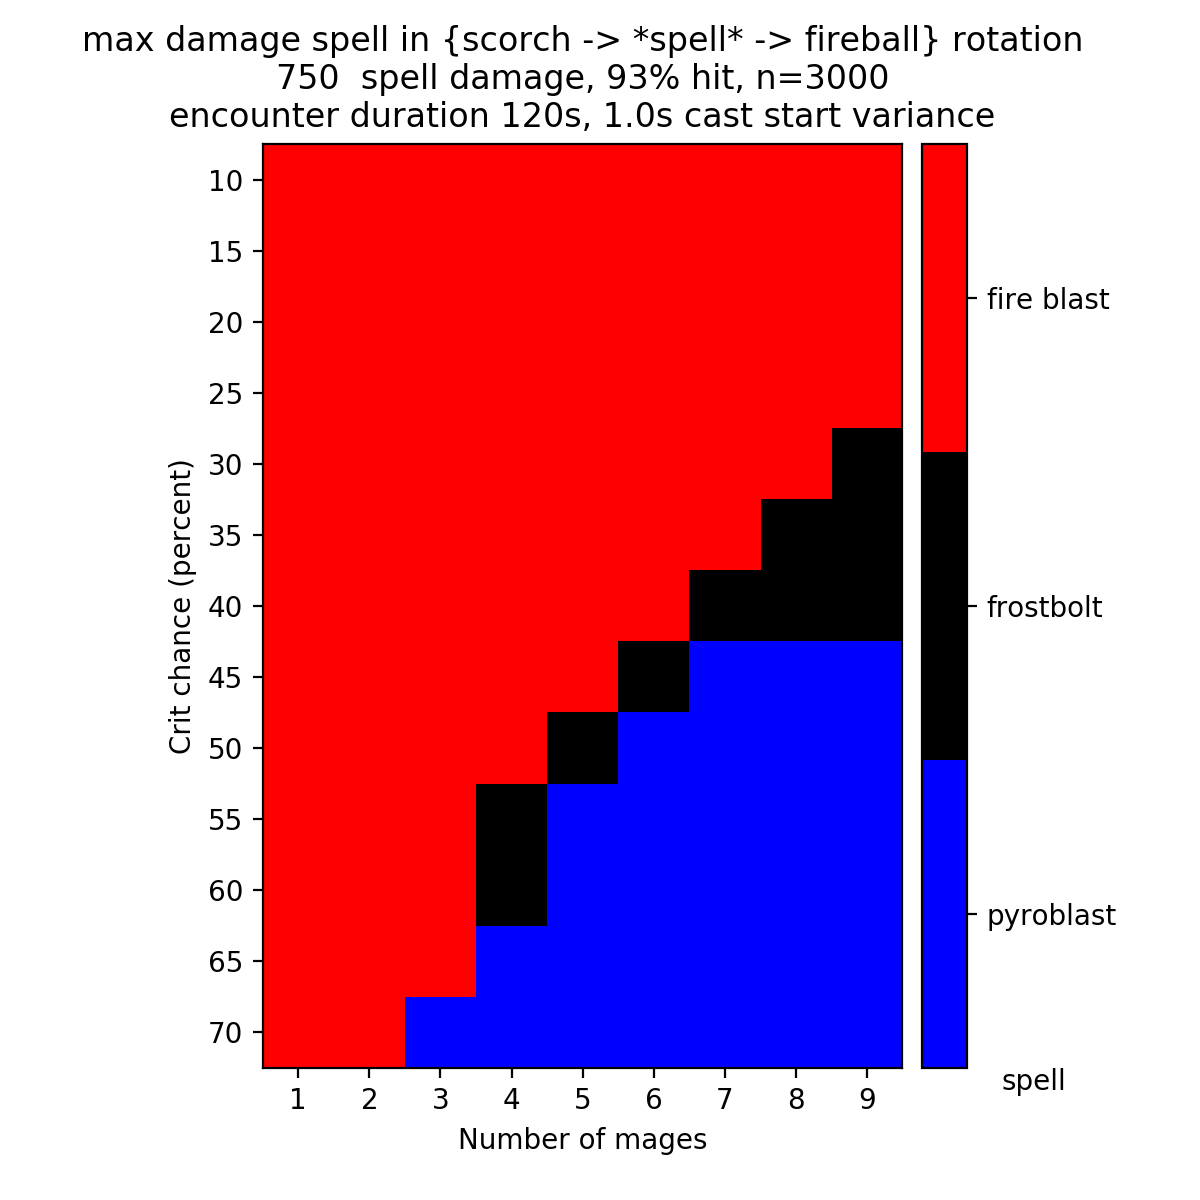 max damage spell in {scorch -> *spell* -> fireball} rotation
750  spell damage, 93% hit, n=3000
encounter duration 120s, 1.0s cast start variance
Crit chance (percent)
10
15
20
25
30
35
40
45
50
55
60
65
70
1 2 3 4 5 6 7 8 9
Number of mages
fire blast
frostbolt
pyroblast
spell